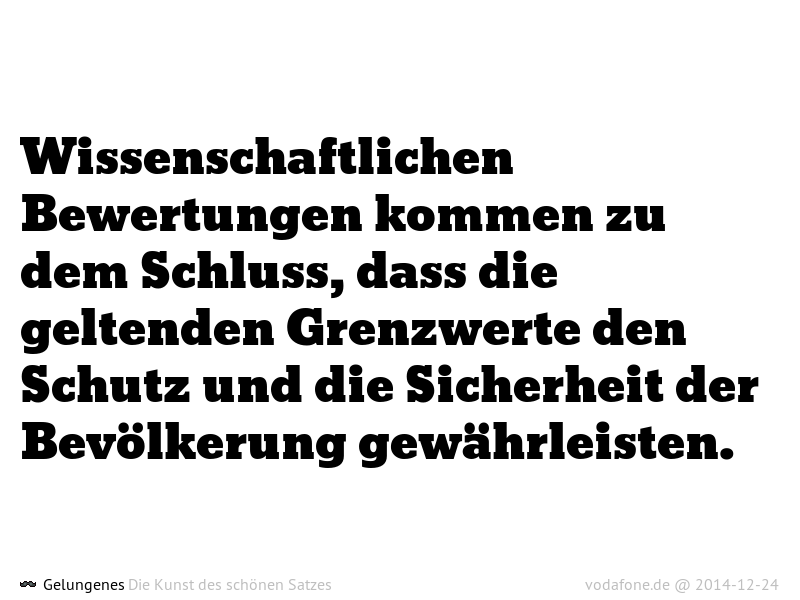 Wissenschaftlichen
Bewertungen kommen zu
dem Schluss, dass die
geltenden Grenzwerte den
Schutz und die Sicherheit der
Bevölkerung gewährleisten.
Gelungenes Die Kunst des schönen Satzes
vodafone.de @ 2014-12-24